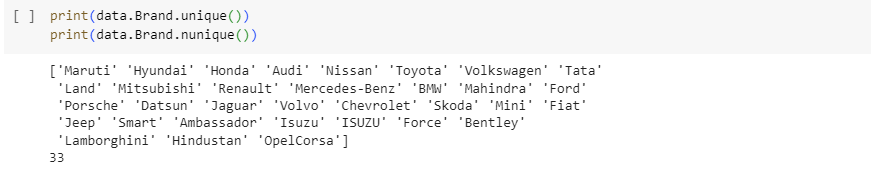 [ ] print(data.Brand.unique())
print(data.Brand.nunique())
['Maruti' 'Hyundai' 'Honda' 'Audi' 'Nissan' 'Toyota' 'Volkswagen' 'Tata'
'Land' 'Mitsubishi' 'Renault' 'Mercedes-Benz' 'BMW' 'Mahindra' 'Ford'
'Porsche' 'Datsun' 'Jaguar' 'Volvo' 'Chevrolet' 'Skoda' 'Mini' 'Fiat'
'Jeep' 'Smart' 'Ambassador' 'Isuzu' 'ISUZU' 'Force' 'Bentley'
'Lamborghini' 'Hindustan' 'OpelCorsa']
33